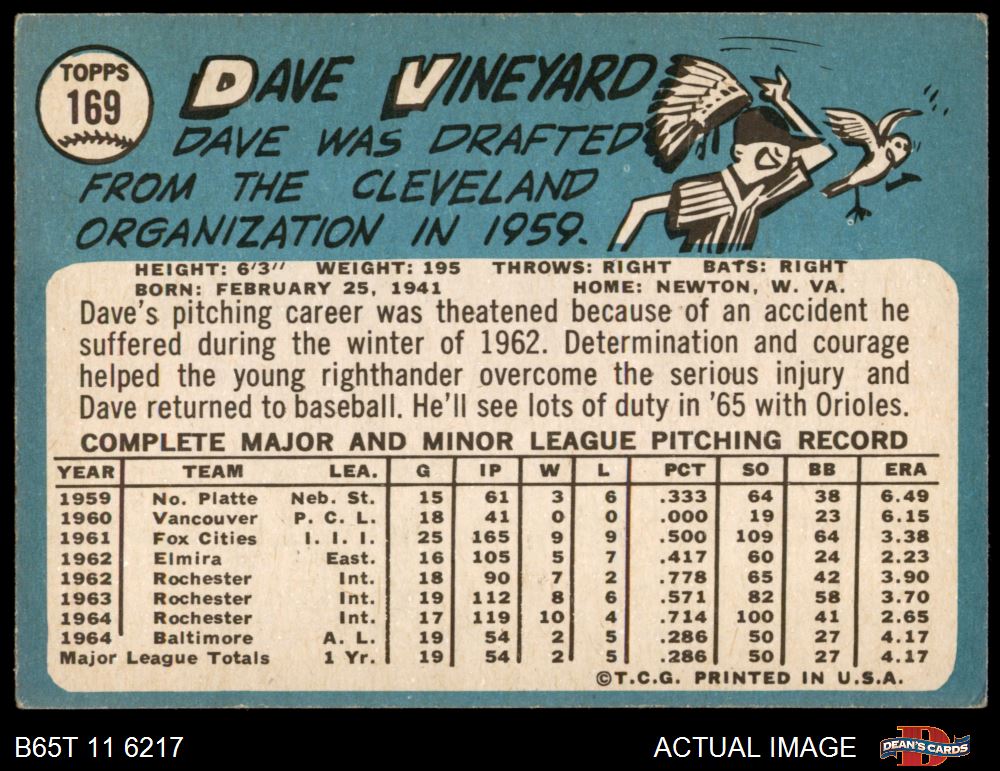 TOPPS
169
DAVE VINEYARD
DAVE WAS DRAFTED
FROM THE CLEVELAND
ORGANIZATION IN 1959.
HEIGHT: 6'3" WEIGHT: 195 THROWS: RIGHT BATS: RIGHT
BORN: FEBRUARY 25, 1941 HOME: NEWTON, W. VA.
Dave's pitching career was theatened because of an accident he
suffered during the winter of 1962. Determination and courage
helped the young righthander overcome the serious injury and
Dave returned to baseball. He'll see lots of duty in '65 with Orioles.
COMPLETE MAJOR AND MINOR LEAGUE PITCHING RECORD
YEAR TEAM LEA. G IP W L PCT SO BB ERA
1959 No. Platte Neb. St. 15 61 3 6 .333 64 38 6.49
1960 Vancouver P. C. L. 18 41 0 0 .000 19 23 6.15
1961 Fox Cities I. I. I. 25 165 9 9 .500 109 64 3.38
1962 Elmira East. 16 105 5 7 .417 60 24 2.23
1962 Rochester Int. 18 90 7 2 .778 65 42 3.90
1963 Rochester Int. 19 112 8 6 .571 82 58 3.70
1964 Rochester Int. 17 119 10 4 .714 100 41 2.65
1964 Baltimore A. L. 19 54 2 5 .286 50 27 4.17
Major League Totals 1 Yr. 19 54 2 5 .286 50 27 4.17
©T.C.G. PRINTED IN U.S.A.
B65T 11 6217 ACTUAL IMAGE DEAN'S CARDS